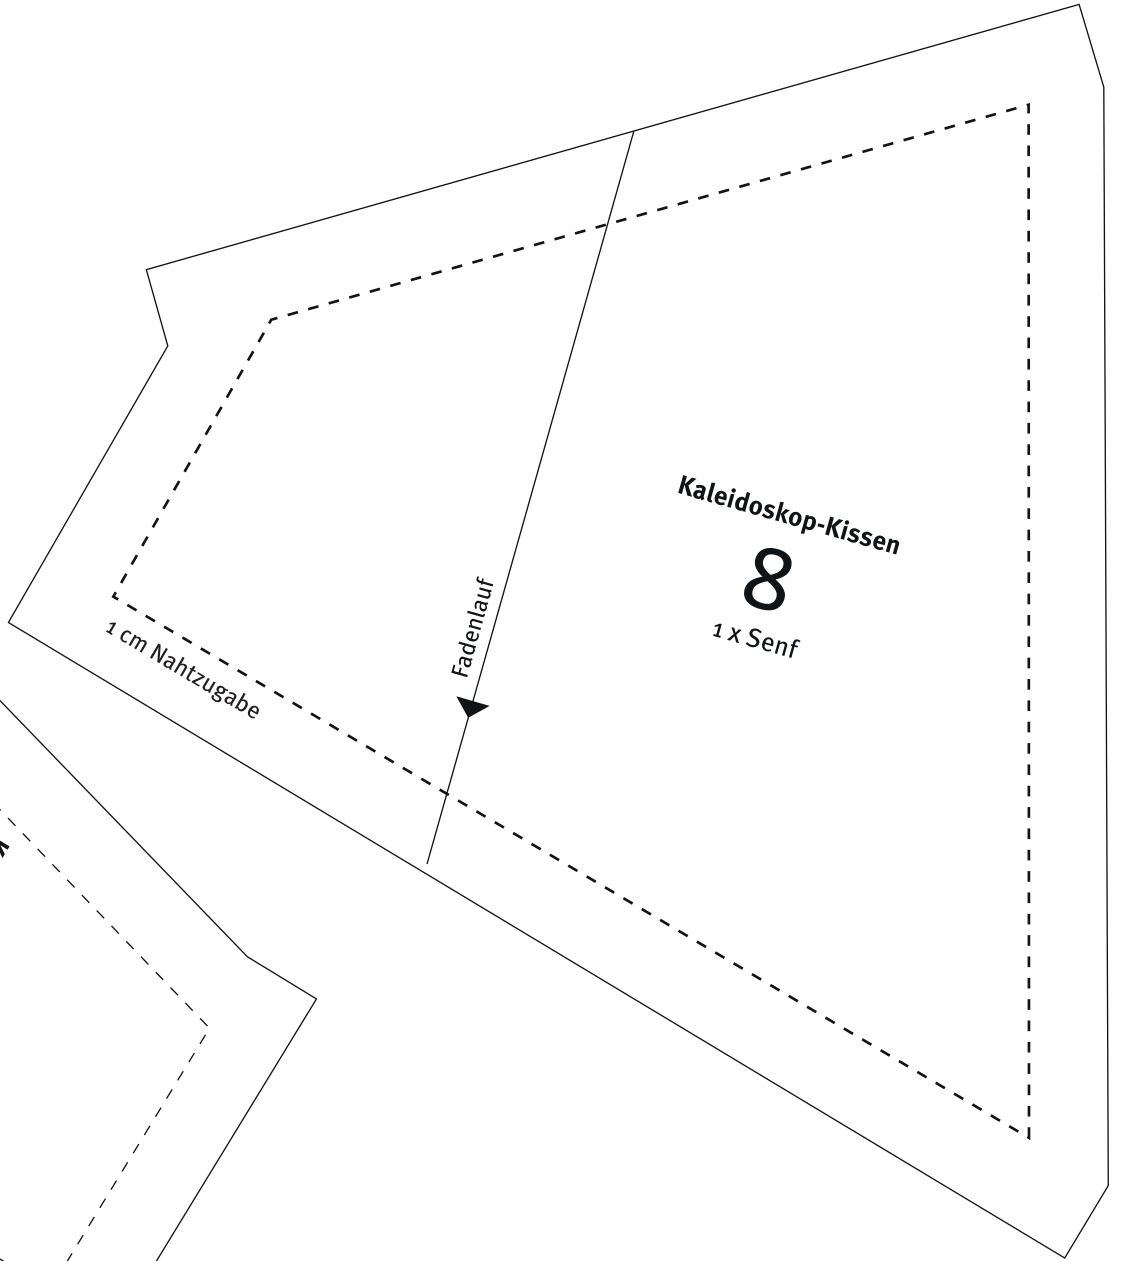 Kaleidoskop-Kissen
8
1 x Senf
Fadenlauf
1 cm Nahtzugabe